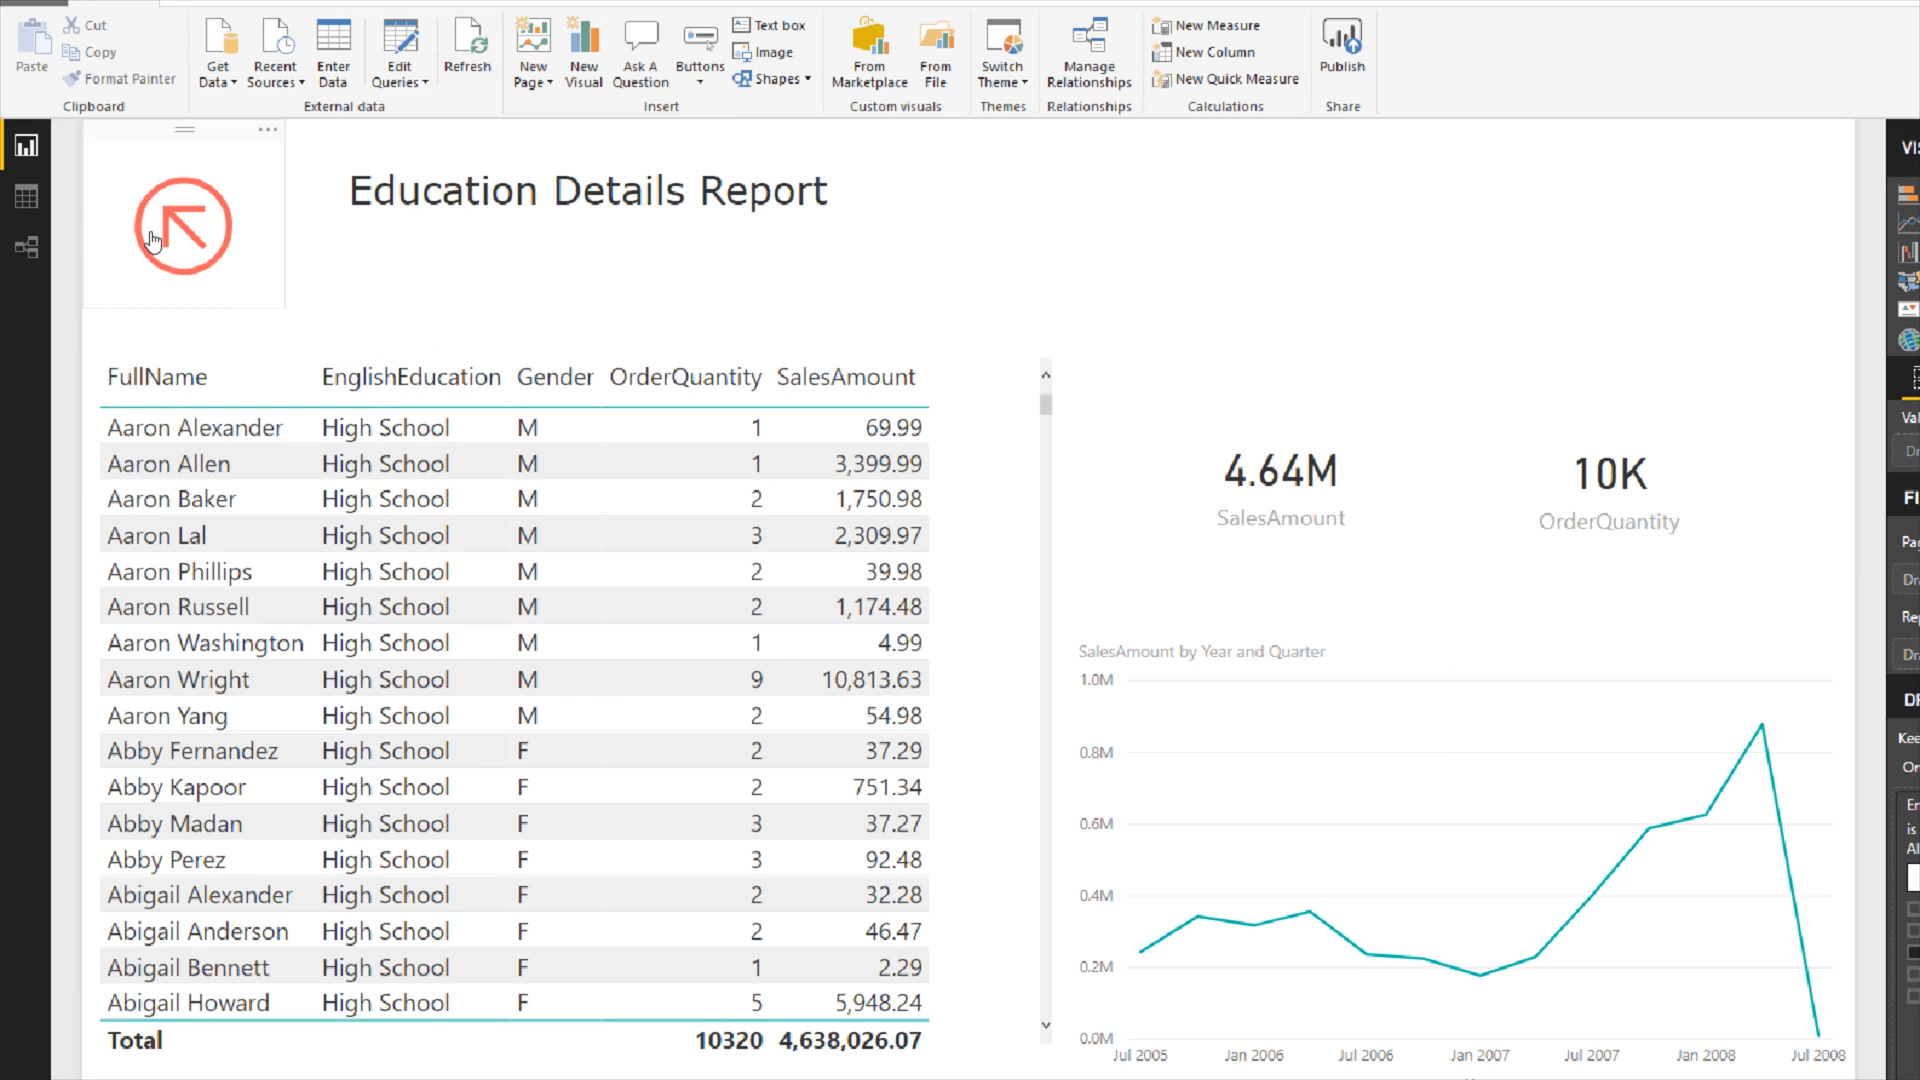 Cut
Copy
Paste
Format Painter
Clipboard
Get Data
Recent Sources
Enter Data
Edit Queries
Refresh
External data
New Page
New Visual
Ask A Question
Buttons
Text box
Image
Shapes
Insert
From Marketplace
From File
Custom visuals
Switch Theme
Themes
Manage Relationships
Relationships
New Measure
New Column
New Quick Measure
Calculations
Publish
Share
Education Details Report
FullName EnglishEducation Gender OrderQuantity SalesAmount
Aaron Alexander High School M 1 69.99
Aaron Allen High School M 1 3,399.99
Aaron Baker High School M 2 1,750.98
Aaron Lal High School M 3 2,309.97
Aaron Phillips High School M 2 39.98
Aaron Russell High School M 2 1,174.48
Aaron Washington High School M 1 4.99
Aaron Wright High School M 9 10,813.63
Aaron Yang High School M 2 54.98
Abby Fernandez High School F 2 37.29
Abby Kapoor High School F 2 751.34
Abby Madan High School F 3 37.27
Abby Perez High School F 3 92.48
Abigail Alexander High School F 2 32.28
Abigail Anderson High School F 2 46.47
Abigail Bennett High School F 1 2.29
Abigail Howard High School F 5 5,948.24
Total 10320 4,638,026.07
4.64M
SalesAmount
10K
OrderQuantity
SalesAmount by Year and Quarter
1.0M
0.8M
0.6M
0.4M
0.2M
0.0M
Jul 2005 Jan 2006 Jul 2006 Jan 2007 Jul 2007 Jan 2008 Jul 2008